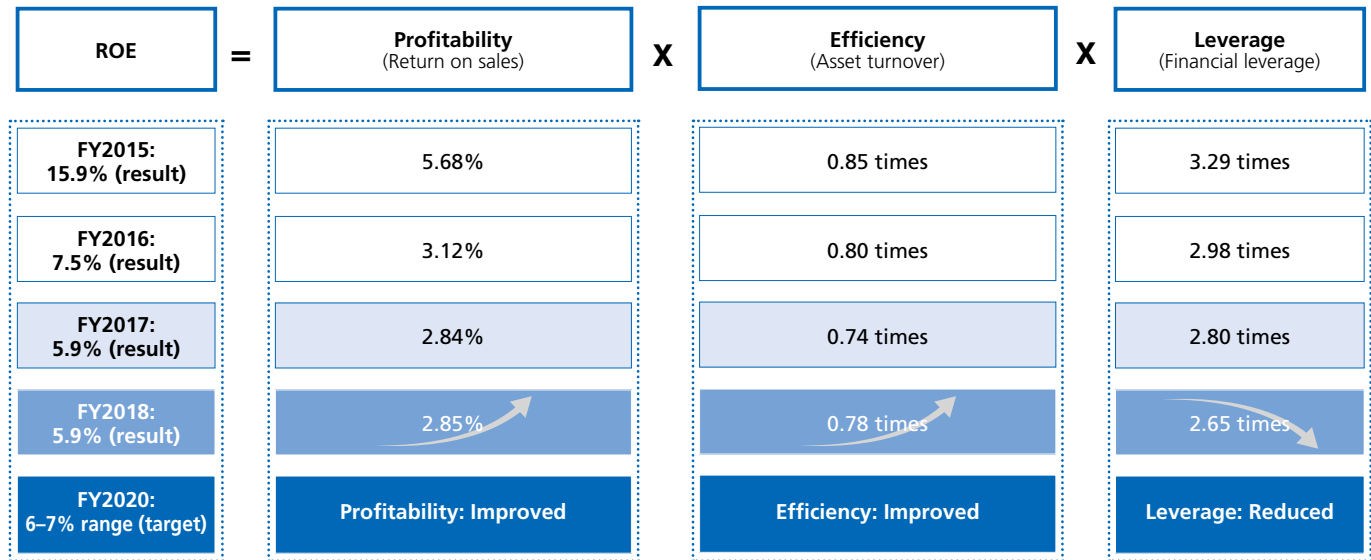 ROE
=
Profitability
(Return on sales)
X
Efficiency
(Asset turnover)
X
Leverage
(Financial leverage)
FY2015:
15.9% (result)
5.68%
0.85 times
3.29 times
FY2016:
7.5% (result)
3.12%
0.80 times
2.98 times
FY2017:
5.9% (result)
2.84%
0.74 times
2.80 times
FY2018:
5.9% (result)
2.85%
0.78 times
2.65 times
FY2020:
6–7% range (target)
Profitability: Improved
Efficiency: Improved
Leverage: Reduced